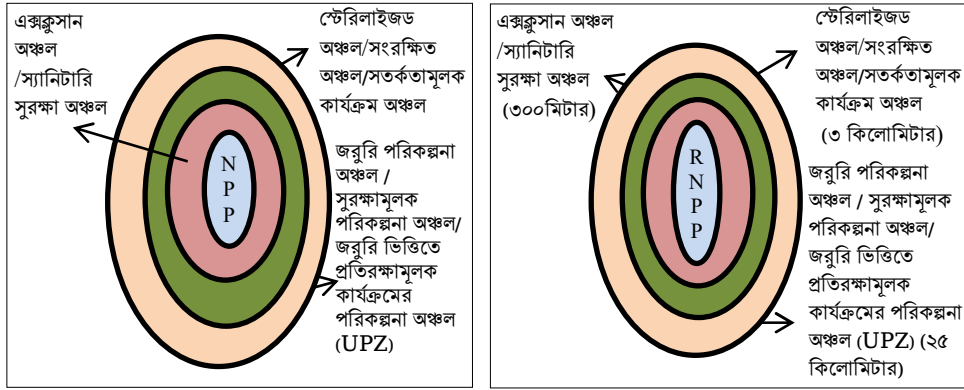 এক্সক্লুসান
অঞ্চল
/স্যানিটারি
সুরক্ষা অঞ্চল
স্টেরিলাইজড
অঞ্চল/সংরক্ষিত
অঞ্চল/সতর্কতামূলক
কার্যক্রম অঞ্চল
N
P
P
জরুরি পরিকল্পনা
অঞ্চল /
সুরক্ষামূলক
পরিকল্পনা অঞ্চল/
জরুরি ভিত্তিতে
প্রতিরক্ষামূলক
কার্যক্রমের
পরিকল্পনা অঞ্চল
(UPZ)
এক্সক্লুসান অঞ্চল
/স্যানিটারি
সুরক্ষা অঞ্চল
(৩০০মিটার)
স্টেরিলাইজড
অঞ্চল/সংরক্ষিত
অঞ্চল/সতর্কতামূলক
কার্যক্রম অঞ্চল
(৩ কিলোমিটার)
R
N
P
P
জরুরি পরিকল্পনা
অঞ্চল / সুরক্ষামূলক
পরিকল্পনা অঞ্চল/
জরুরি ভিত্তিতে
প্রতিরক্ষামূলক
কার্যক্রমের পরিকল্পনা
অঞ্চল (UPZ) (২৫
কিলোমিটার)